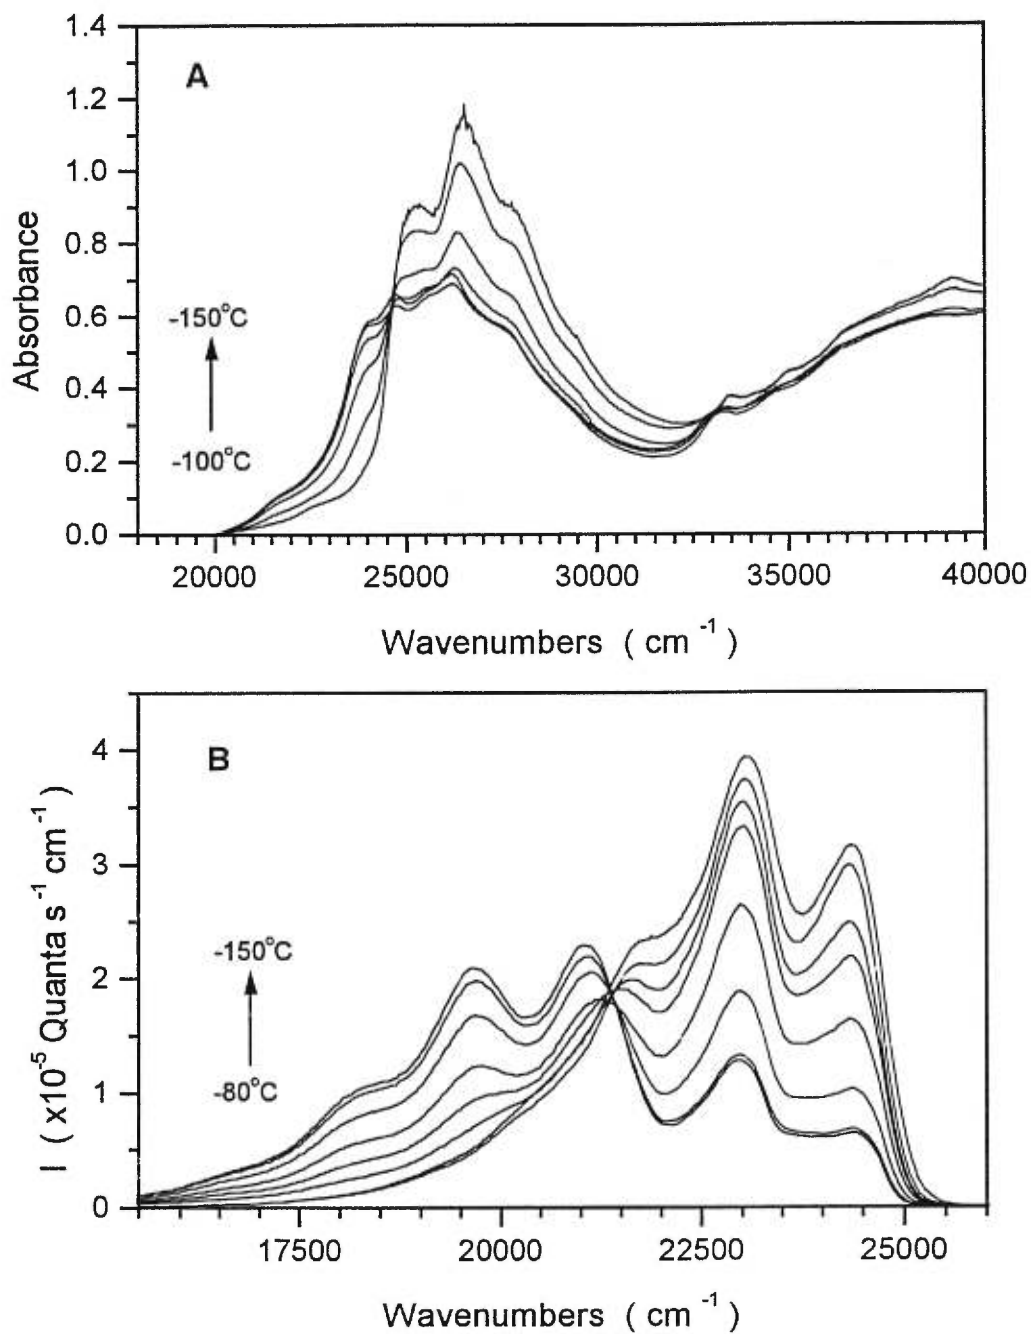 A
1.4
1.2
1.0
0.8
0.6
0.4
0.2
0.0
Absorbance
-150°C
-100°C
20000 25000 30000 35000 40000
Wavenumbers ( cm -1 )
B
4
3
2
1
0
I ( x10-5 Quanta s-1 cm-1 )
-150°C
-80°C
17500 20000 22500 25000
Wavenumbers ( cm -1 )